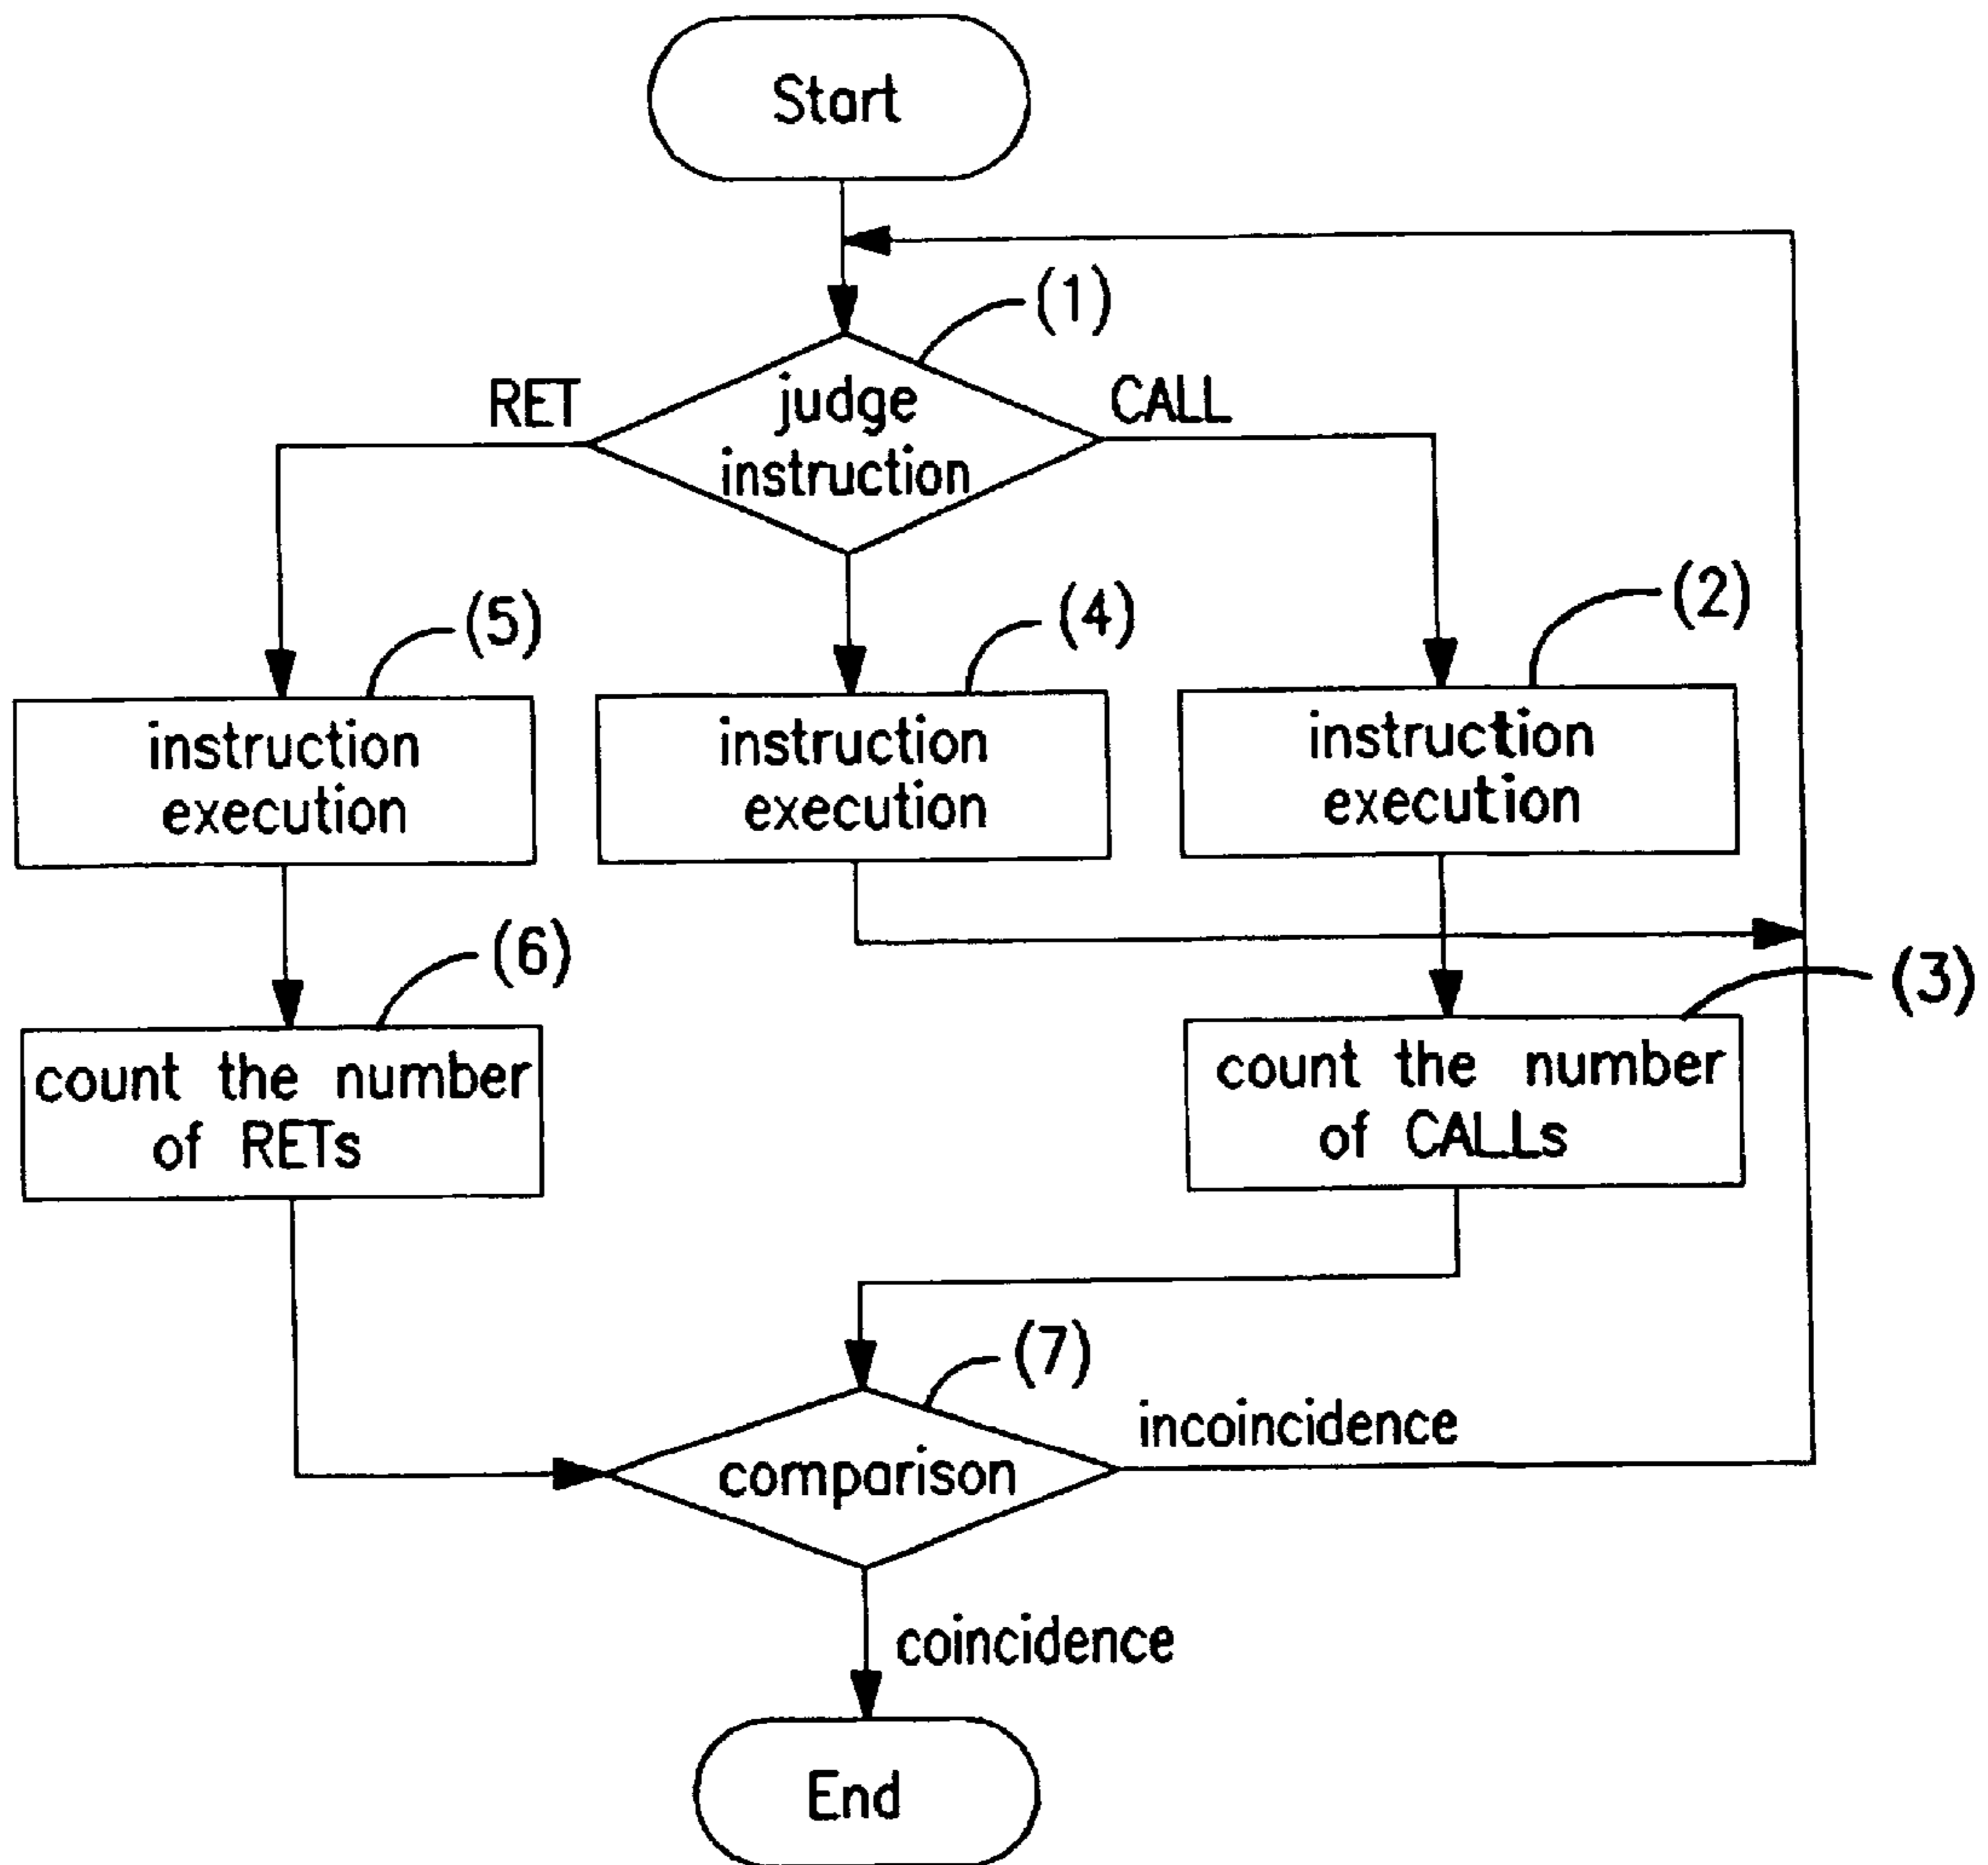 Start
(1)
RET
judge
instruction
CALL
(5)
(4)
(2)
instruction
execution
instruction
execution
instruction
execution
(6)
(3)
count the number
of RETs
count the number
of CALLs
(7)
comparison
incoincidence
coincidence
End